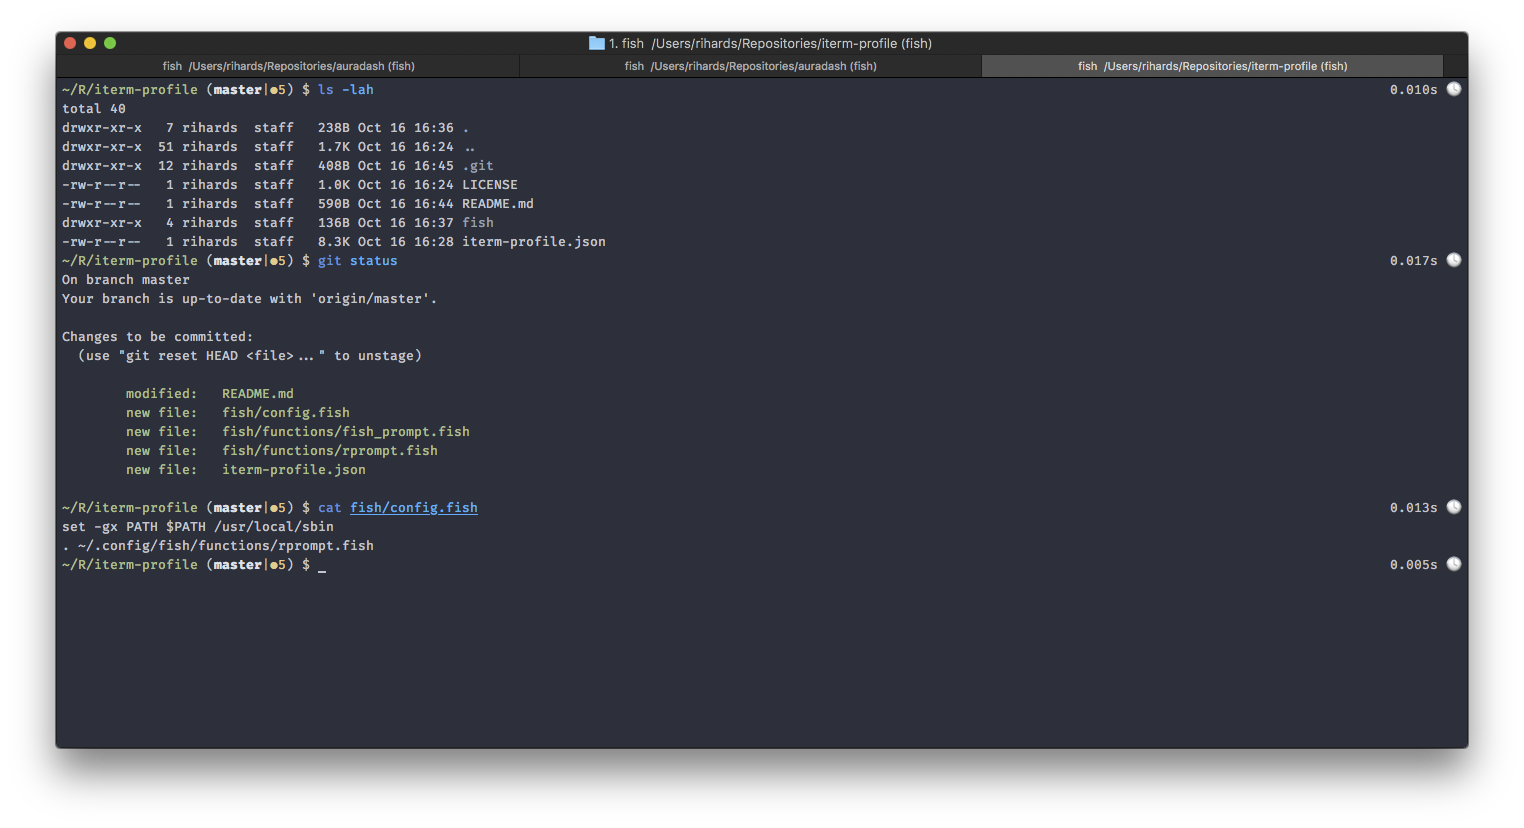 1. fish  /Users/rihards/Repositories/iterm-profile (fish)
fish  /Users/rihards/Repositories/auradash (fish)
fish  /Users/rihards/Repositories/auradash (fish)
fish  /Users/rihards/Repositories/iterm-profile (fish)
~/R/iterm-profile (master|●5) $ ls -lah 0.010s
total 40
drwxr-xr-x   7 rihards  staff   238B Oct 16 16:36 .
drwxr-xr-x  51 rihards  staff   1.7K Oct 16 16:24 ..
drwxr-xr-x  12 rihards  staff   408B Oct 16 16:45 .git
-rw-r--r--   1 rihards  staff   1.0K Oct 16 16:24 LICENSE
-rw-r--r--   1 rihards  staff   590B Oct 16 16:44 README.md
drwxr-xr-x   4 rihards  staff   136B Oct 16 16:37 fish
-rw-r--r--   1 rihards  staff   8.3K Oct 16 16:28 iterm-profile.json
~/R/iterm-profile (master|●5) $ git status 0.017s
On branch master
Your branch is up-to-date with 'origin/master'.
Changes to be committed:
  (use "git reset HEAD <file>..." to unstage)
        modified:   README.md
        new file:   fish/config.fish
        new file:   fish/functions/fish_prompt.fish
        new file:   fish/functions/rprompt.fish
        new file:   iterm-profile.json
~/R/iterm-profile (master|●5) $ cat fish/config.fish 0.013s
set -gx PATH $PATH /usr/local/sbin
. ~/.config/fish/functions/rprompt.fish
~/R/iterm-profile (master|●5) $ _ 0.005s